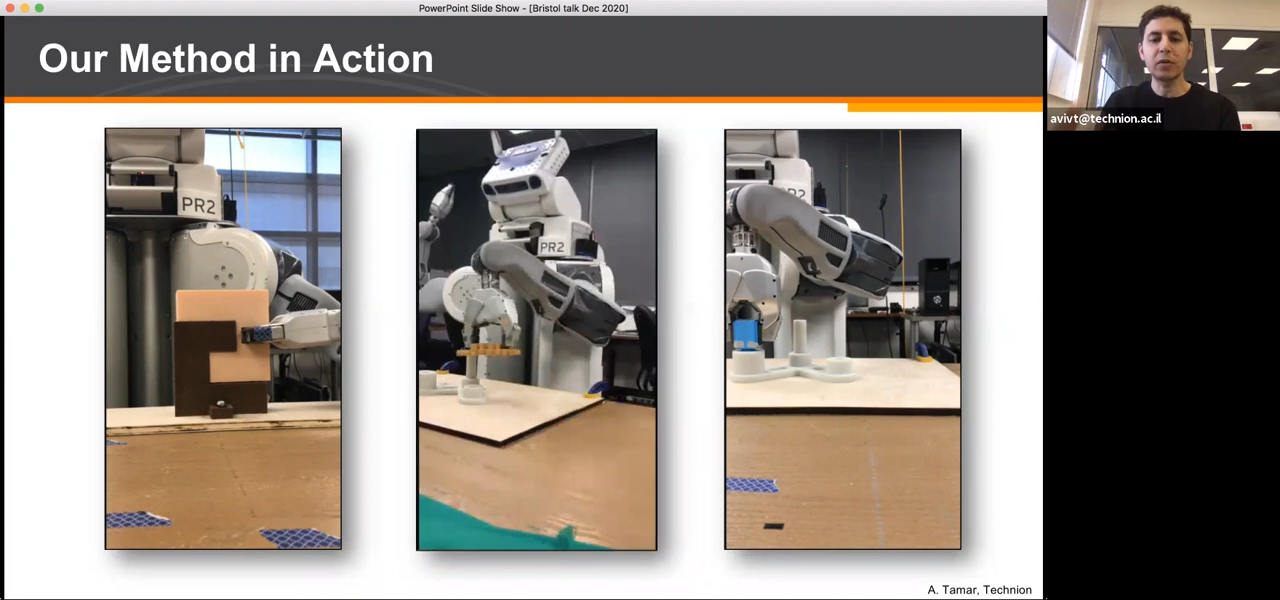 PowerPoint Slide Show - [Bristol talk Dec 2020]
Our Method in Action
avivt@technion.ac.il
PR2
PR2
A. Tamar, Technion